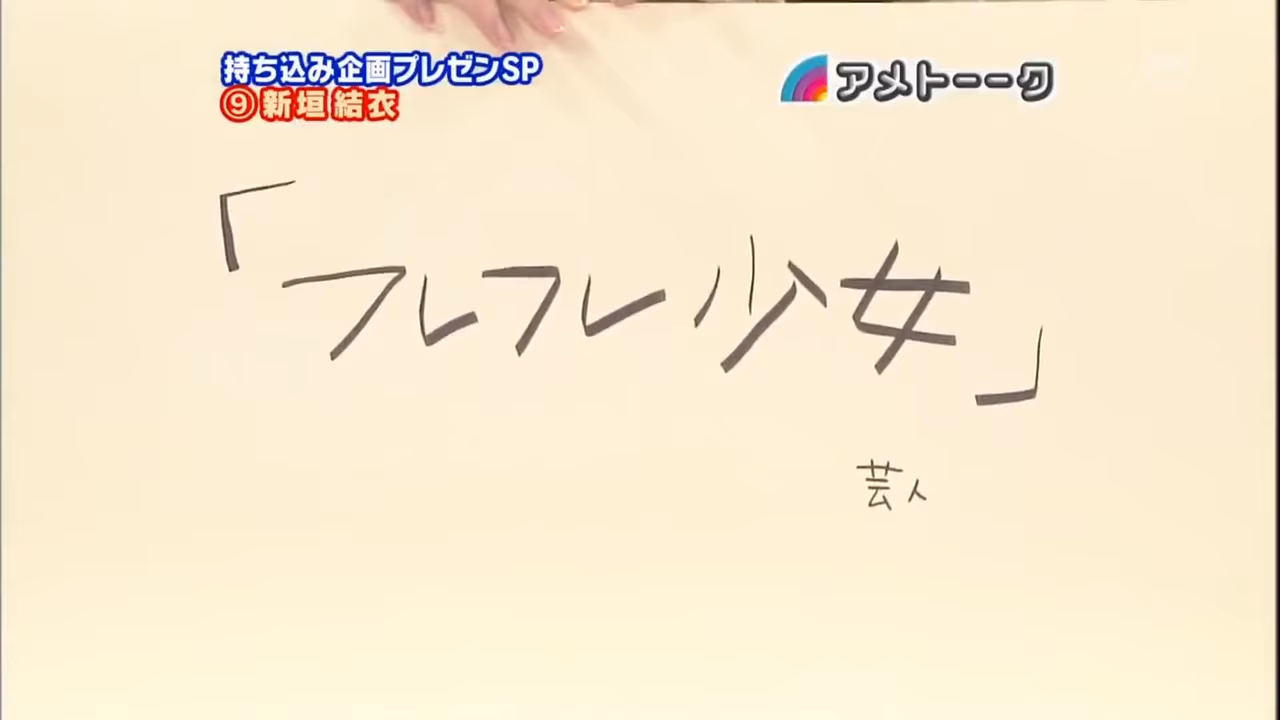 持ち込み企画プレゼンSP
⑨新垣結衣
アメトーーク
「フレフレ少女」
芸人